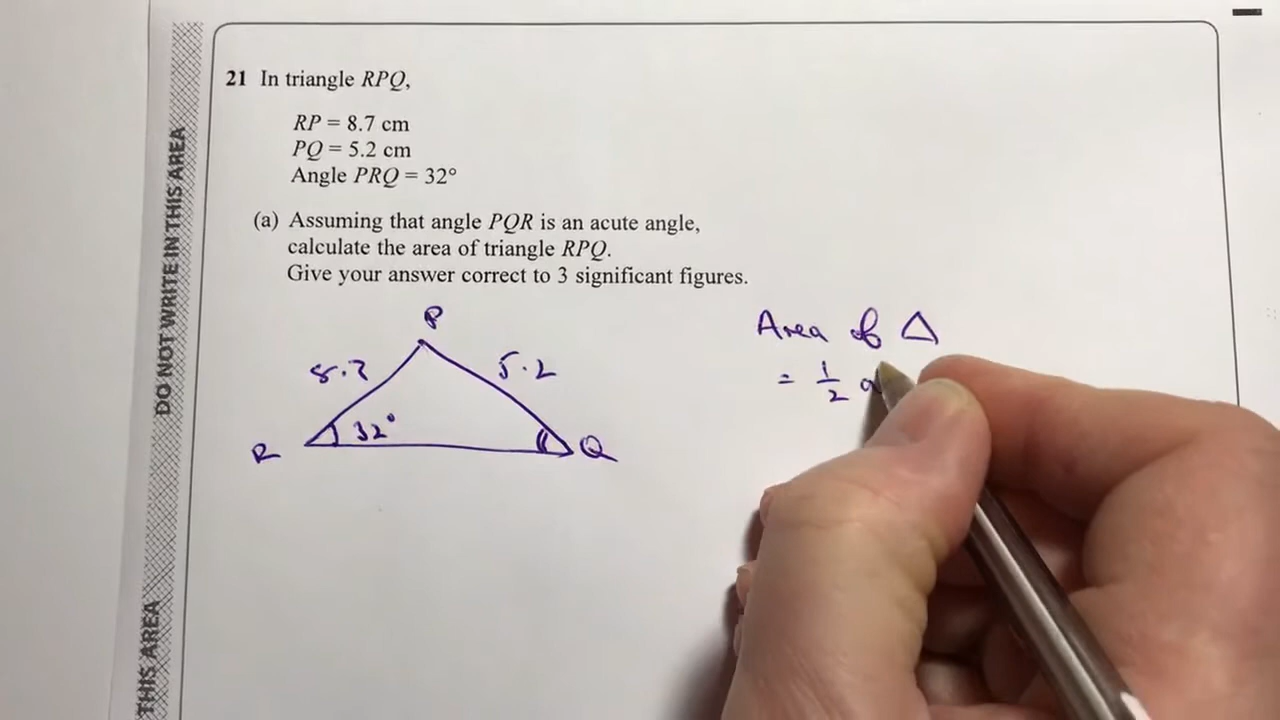 21 In triangle RPQ,
RP = 8.7 cm
PQ = 5.2 cm
Angle PRQ = 32°
(a) Assuming that angle PQR is an acute angle,
calculate the area of triangle RPQ.
Give your answer correct to 3 significant figures.
P
8.7
5.2
32°
R
Q
Area of △
= 1/2 a
DO NOT WRITE IN THIS AREA
THIS AREA